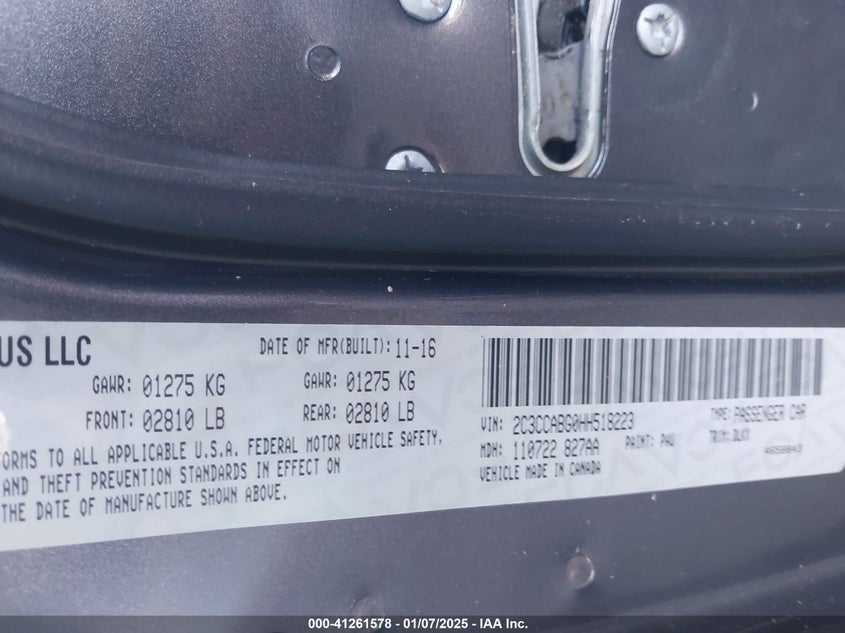 US LLC
DATE OF MFR(BUILT): 11-16
GAWR: 01275 KG
GAWR: 01275 KG
FRONT: 02810 LB
REAR: 02810 LB
FORMS TO ALL APPLICABLE U.S.A. FEDERAL MOTOR VEHICLE SAFETY,
AND THEFT PREVENTION STANDARDS IN EFFECT ON
THE DATE OF MANUFACTURE SHOWN ABOVE.
VIN: 2C3CCABG0HH518223
TYPE: PASSENGER CAR
MDH: 110722 827AA
PAINT: PAU
TRIM: DLX9
VEHICLE MADE IN CANADA
000-41261578 — 01/07/2025 — IAA Inc.